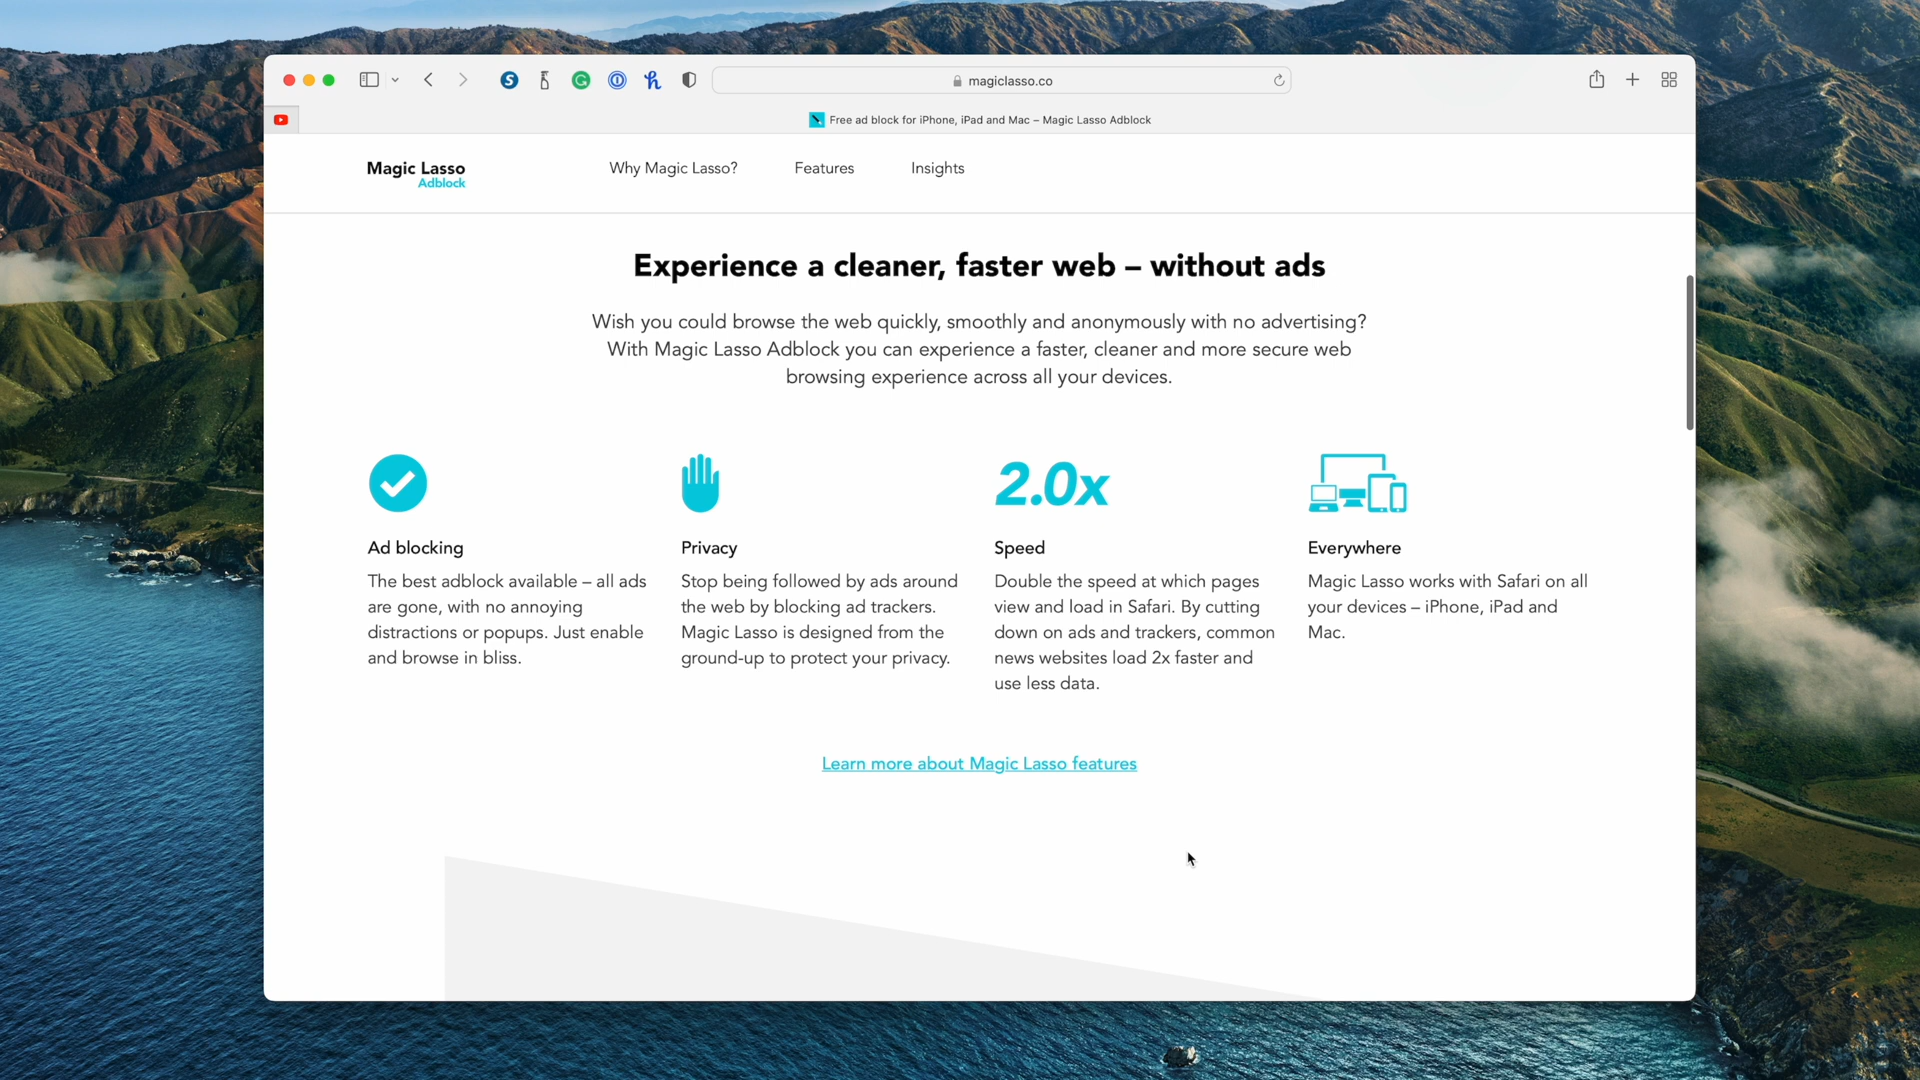 magiclasso.co
Free ad block for iPhone, iPad and Mac – Magic Lasso Adblock
Magic Lasso
Adblock
Why Magic Lasso?
Features
Insights
Experience a cleaner, faster web – without ads
Wish you could browse the web quickly, smoothly and anonymously with no advertising?
With Magic Lasso Adblock you can experience a faster, cleaner and more secure web
browsing experience across all your devices.
Ad blocking
The best adblock available – all ads
are gone, with no annoying
distractions or popups. Just enable
and browse in bliss.
Privacy
Stop being followed by ads around
the web by blocking ad trackers.
Magic Lasso is designed from the
ground-up to protect your privacy.
2.0x
Speed
Double the speed at which pages
view and load in Safari. By cutting
down on ads and trackers, common
news websites load 2x faster and
use less data.
Everywhere
Magic Lasso works with Safari on all
your devices – iPhone, iPad and
Mac.
Learn more about Magic Lasso features